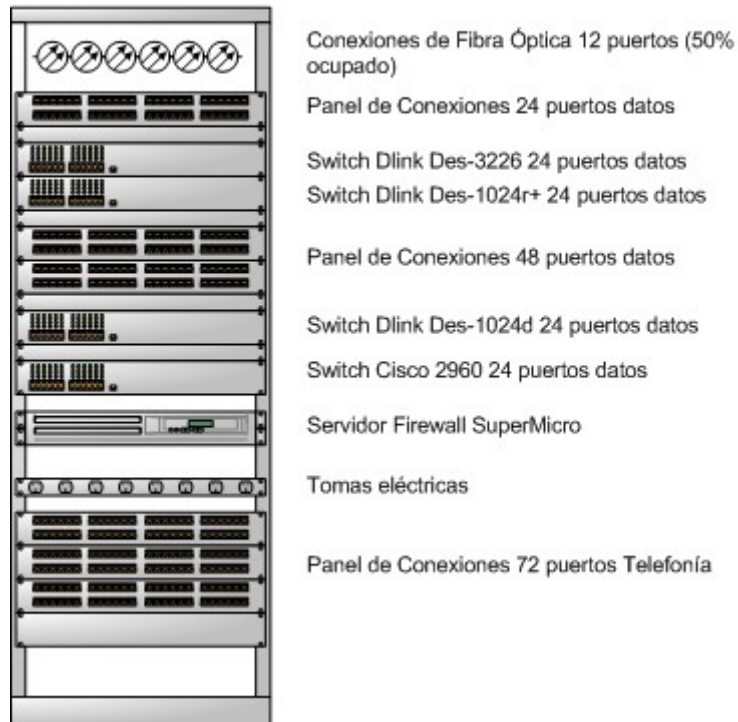 Conexiones de Fibra Óptica 12 puertos (50%
ocupado)
Panel de Conexiones 24 puertos datos
Switch Dlink Des-3226 24 puertos datos
Switch Dlink Des-1024r+ 24 puertos datos
Panel de Conexiones 48 puertos datos
Switch Dlink Des-1024d 24 puertos datos
Switch Cisco 2960 24 puertos datos
Servidor Firewall SuperMicro
Tomas eléctricas
Panel de Conexiones 72 puertos Telefonía